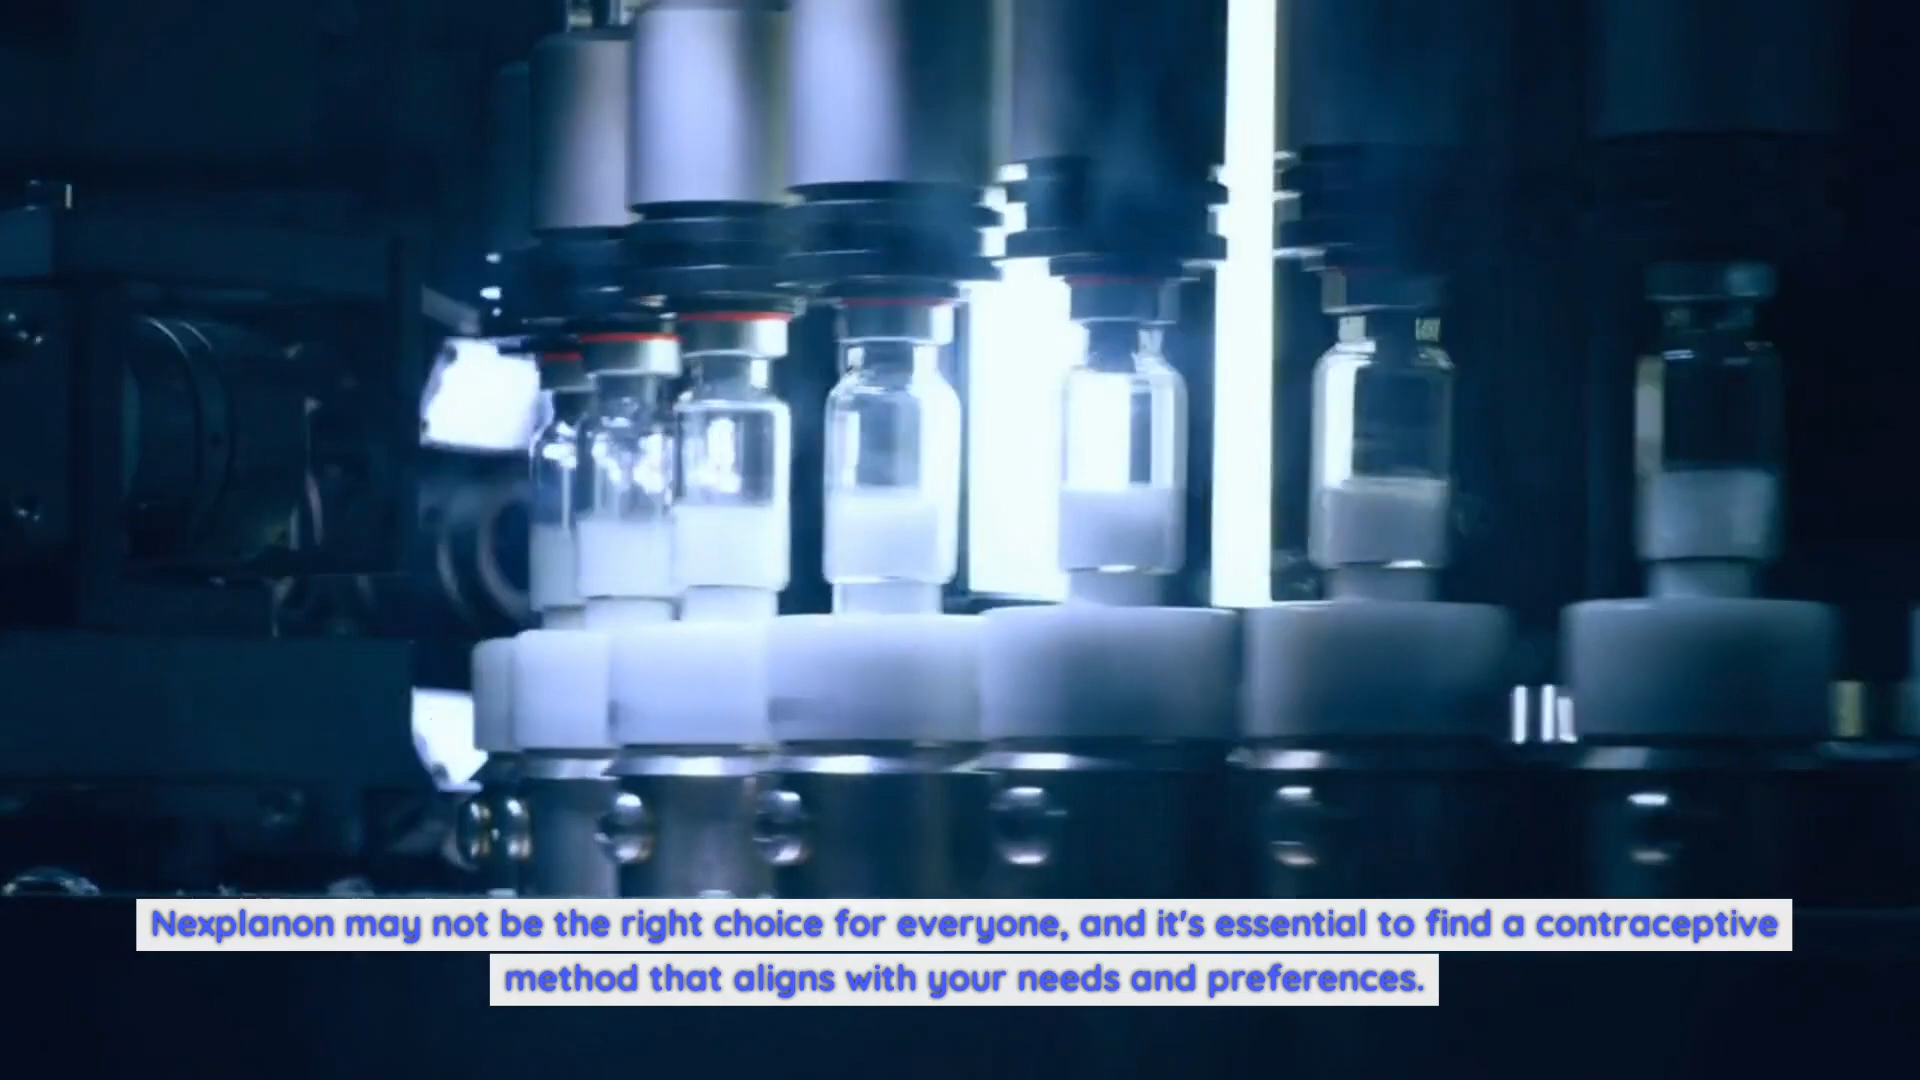 Nexplanon may not be the right choice for everyone, and it's essential to find a contraceptive
method that aligns with your needs and preferences.